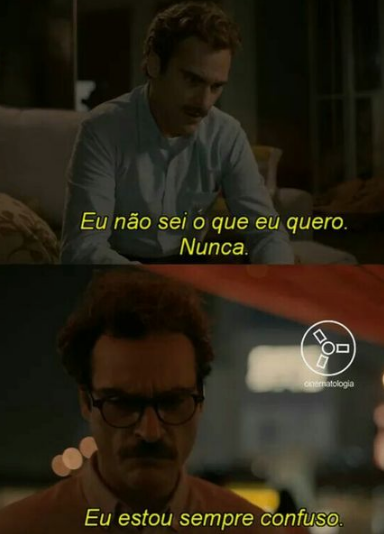 Eu não sei o que eu quero.
Nunca.
cinematologia
Eu estou sempre confuso.